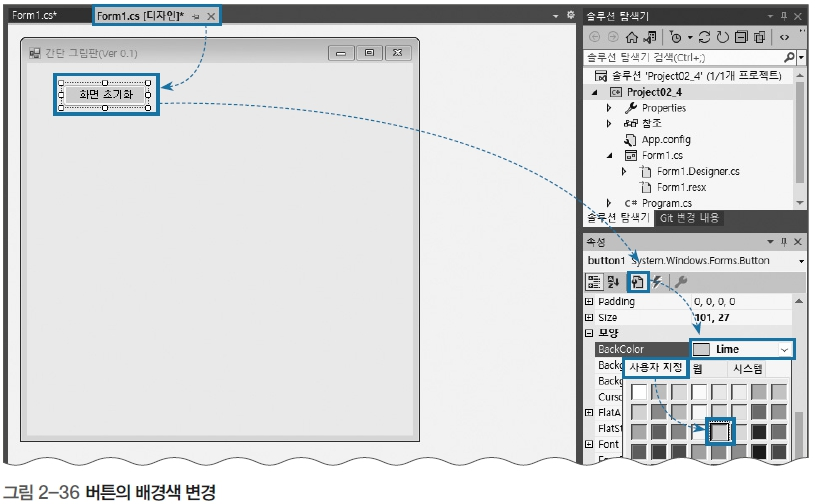 Form1.cs*
Form1.cs [디자인]*
간단 그림판(Ver 0.1)
화면 초기화
솔루션 탐색기
솔루션 탐색기 검색(Ctrl+;)
솔루션 'Project02_4' (1/1개 프로젝트)
Project02_4
Properties
참조
App.config
Form1.cs
Form1.Designer.cs
Form1.resx
C# Program.cs
솔루션 탐색기 Git 변경 내용
속성
button1 System.Windows.Forms.Button
Padding 0, 0, 0, 0
Size 101, 27
모양
BackColor Lime
사용자 지정 웹 시스템
Backg
Curso
FlatA
FlatSt
Font
그림 2-36 버튼의 배경색 변경